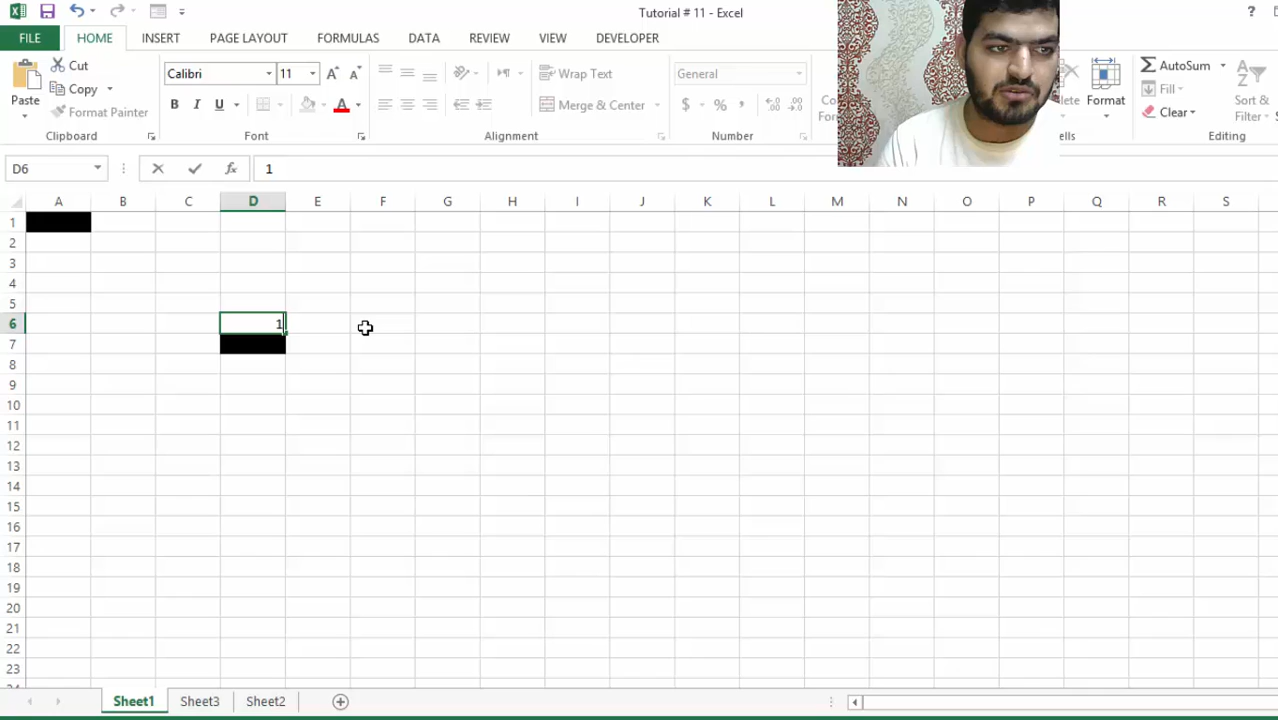 Tutorial # 11 - Excel ?
FILE HOME INSERT PAGE LAYOUT FORMULAS DATA REVIEW VIEW DEVELOPER
Cut Calibri 11 Wrap Text General AutoSum
Copy Fill
Paste Format Painter B I U A Merge & Center $ % Format Clear Sort &
Filter
Clipboard Font Alignment Number Editing
D6 fx 1
A B C D E F G H I J K L M N O P Q R S
1
2
3
4
5
6 1
7
8
9
10
11
12
13
14
15
16
17
18
19
20
21
22
23
Sheet1 Sheet3 Sheet2